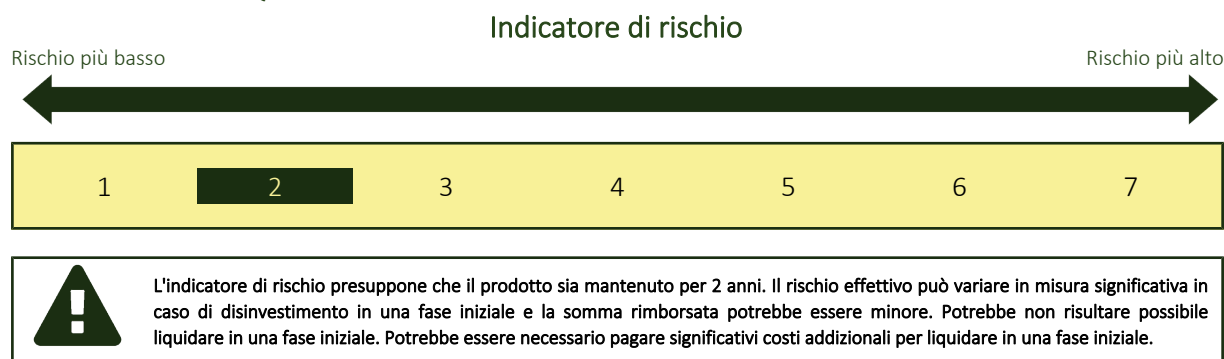 Indicatore di rischio
Rischio più basso
Rischio più alto
1 2 3 4 5 6 7
L'indicatore di rischio presuppone che il prodotto sia mantenuto per 2 anni. Il rischio effettivo può variare in misura significativa in
caso di disinvestimento in una fase iniziale e la somma rimborsata potrebbe essere minore. Potrebbe non risultare possibile
liquidare in una fase iniziale. Potrebbe essere necessario pagare significativi costi addizionali per liquidare in una fase iniziale.